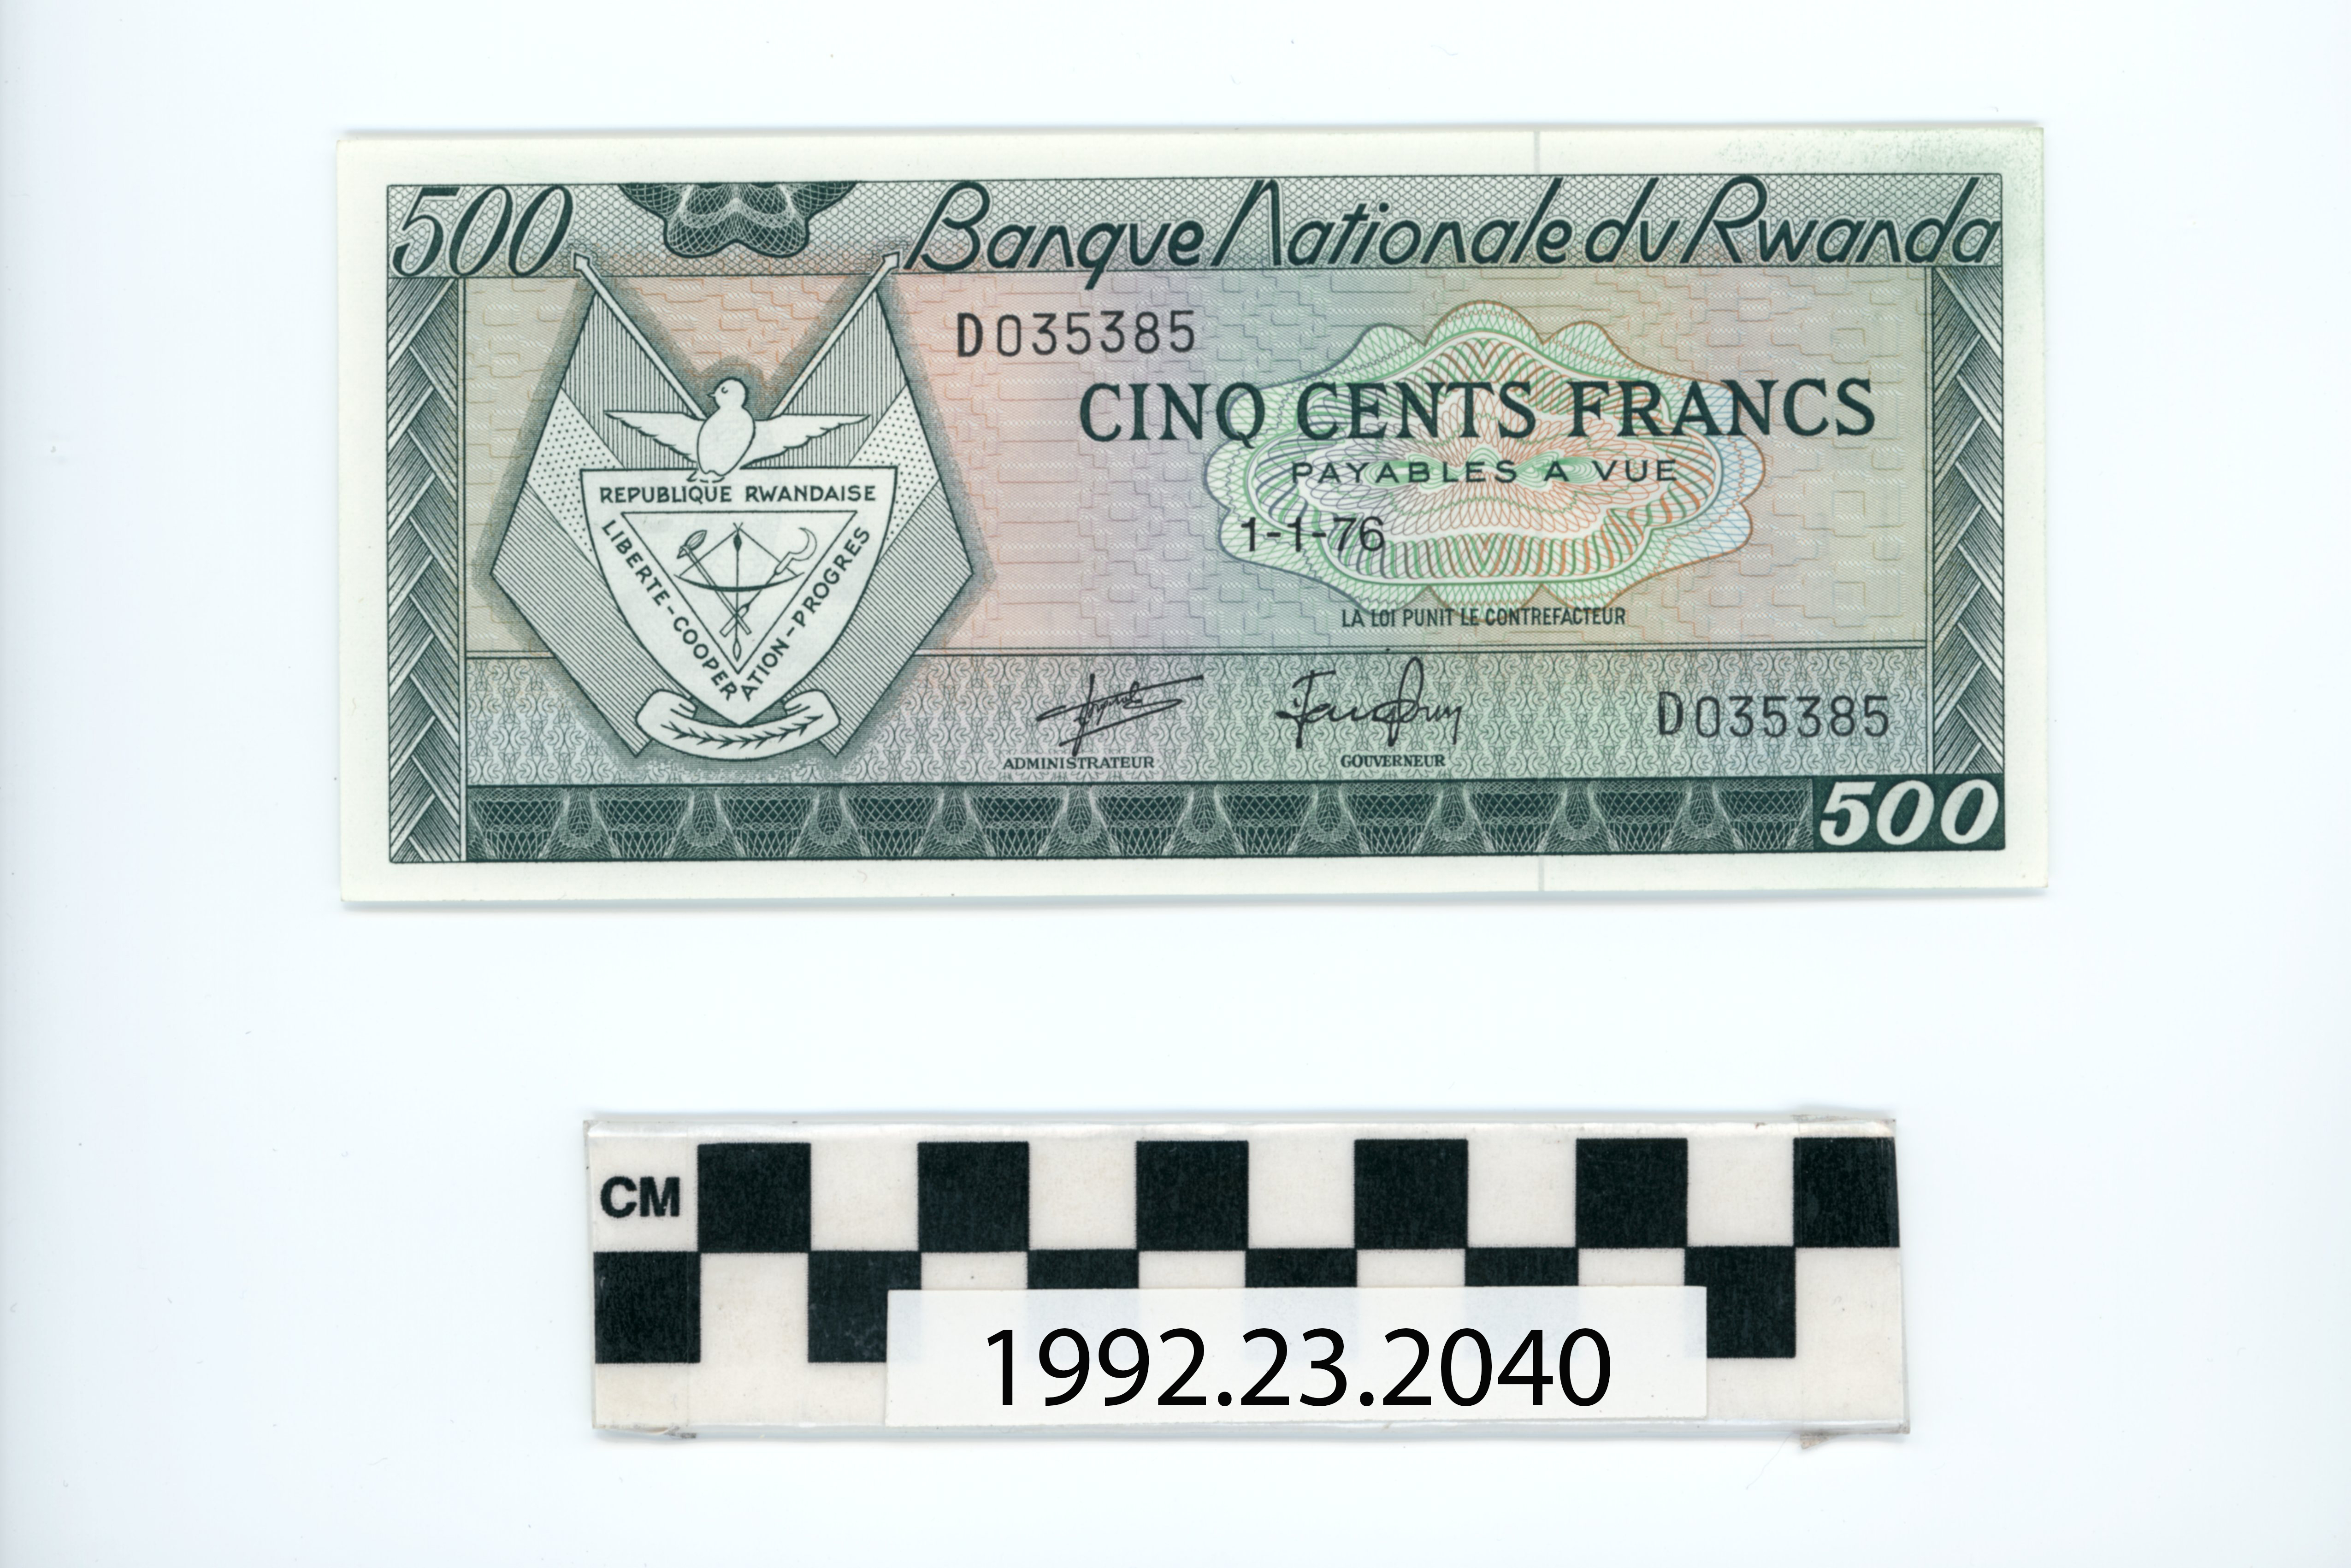 500 Banque Nationale du Rwanda
D035385
CINQ CENTS FRANCS
PAYABLES A VUE
1-1-76
LA LOI PUNIT LE CONTREFACTEUR
REPUBLIQUE RWANDAISE
LIBERTE-COOPERATION-PROGRES
ADMINISTRATEUR
GOUVERNEUR
D035385
500
CM
1992.23.2040